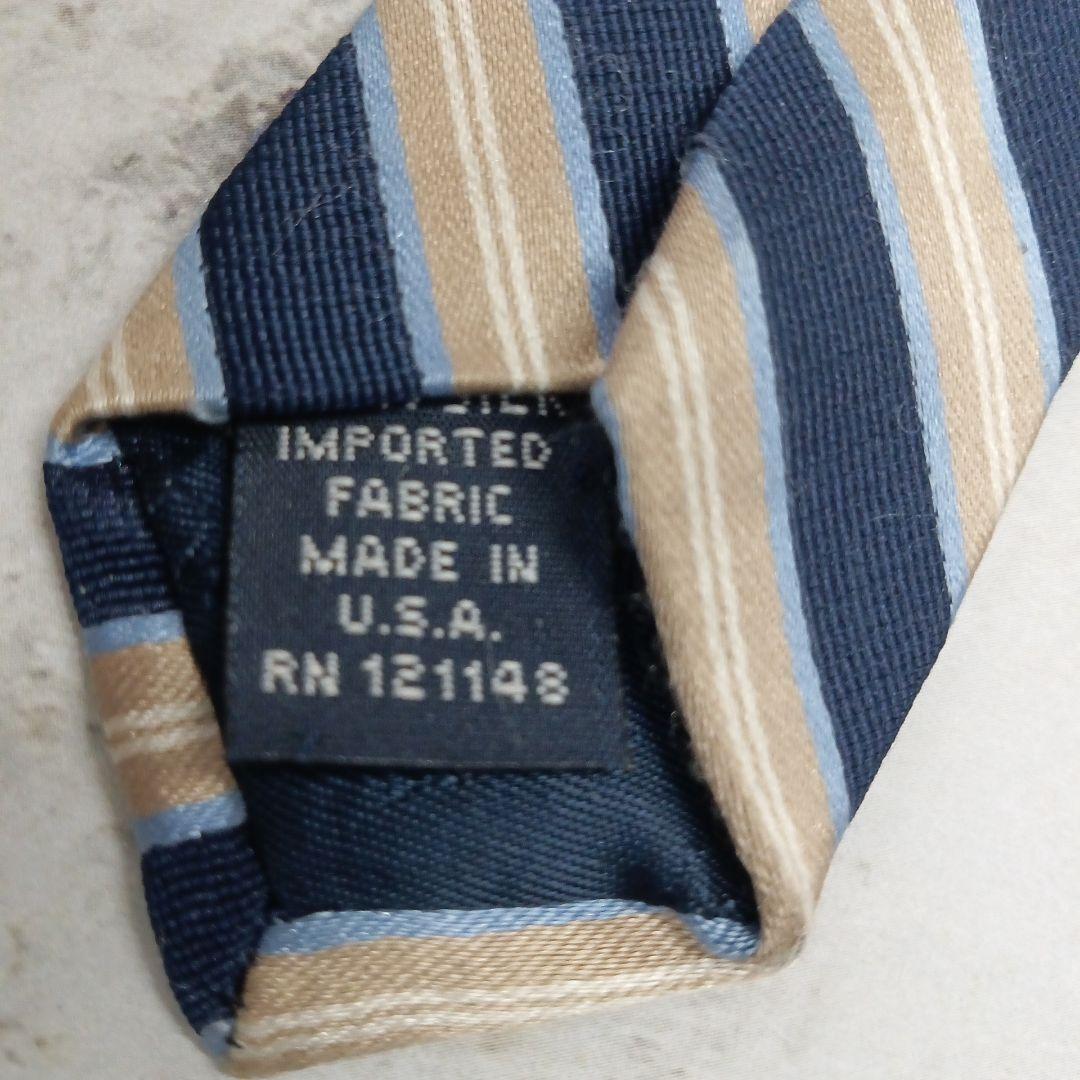 IMPORTED
FABRIC
MADE IN
U.S.A.
RN 121148